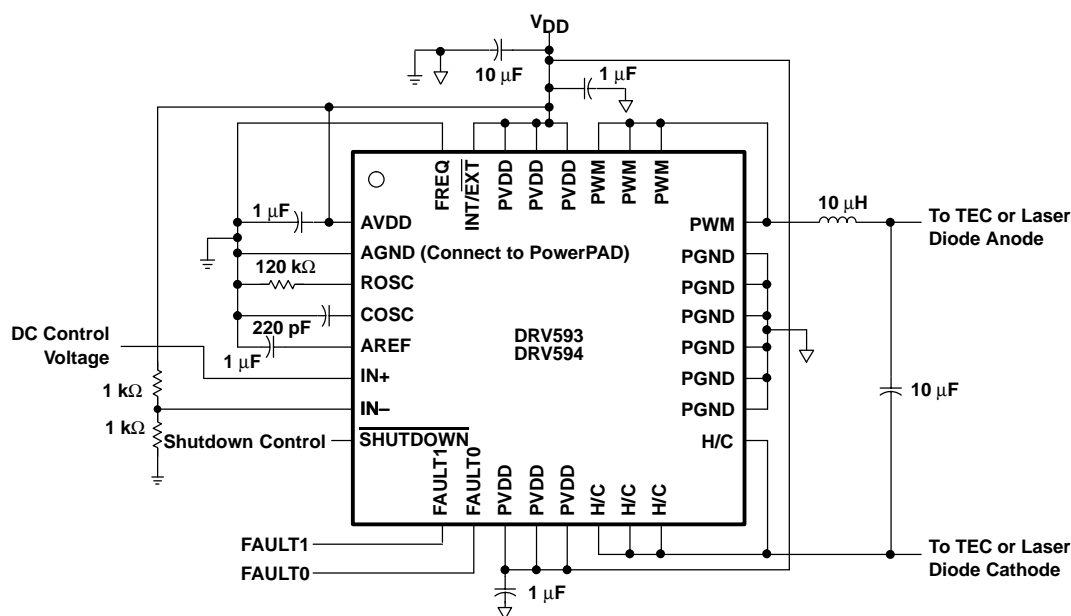 VDD
10 μF
1 μF
FREQ
INT/EXT
PVDD
PVDD
PVDD
PWM
PWM
PWM
1 μF
AVDD
AGND (Connect to PowerPAD)
120 kΩ
ROSC
COSC
220 pF
AREF
1 μF
IN+
IN–
SHUTDOWN
DC Control
Voltage
1 kΩ
1 kΩ
Shutdown Control
DRV593
DRV594
PWM
PGND
PGND
PGND
PGND
PGND
PGND
H/C
10 μH
To TEC or Laser
Diode Anode
10 μF
FAULT1
FAULT0
PVDD
PVDD
PVDD
H/C
H/C
H/C
FAULT1
FAULT0
1 μF
To TEC or Laser
Diode Cathode